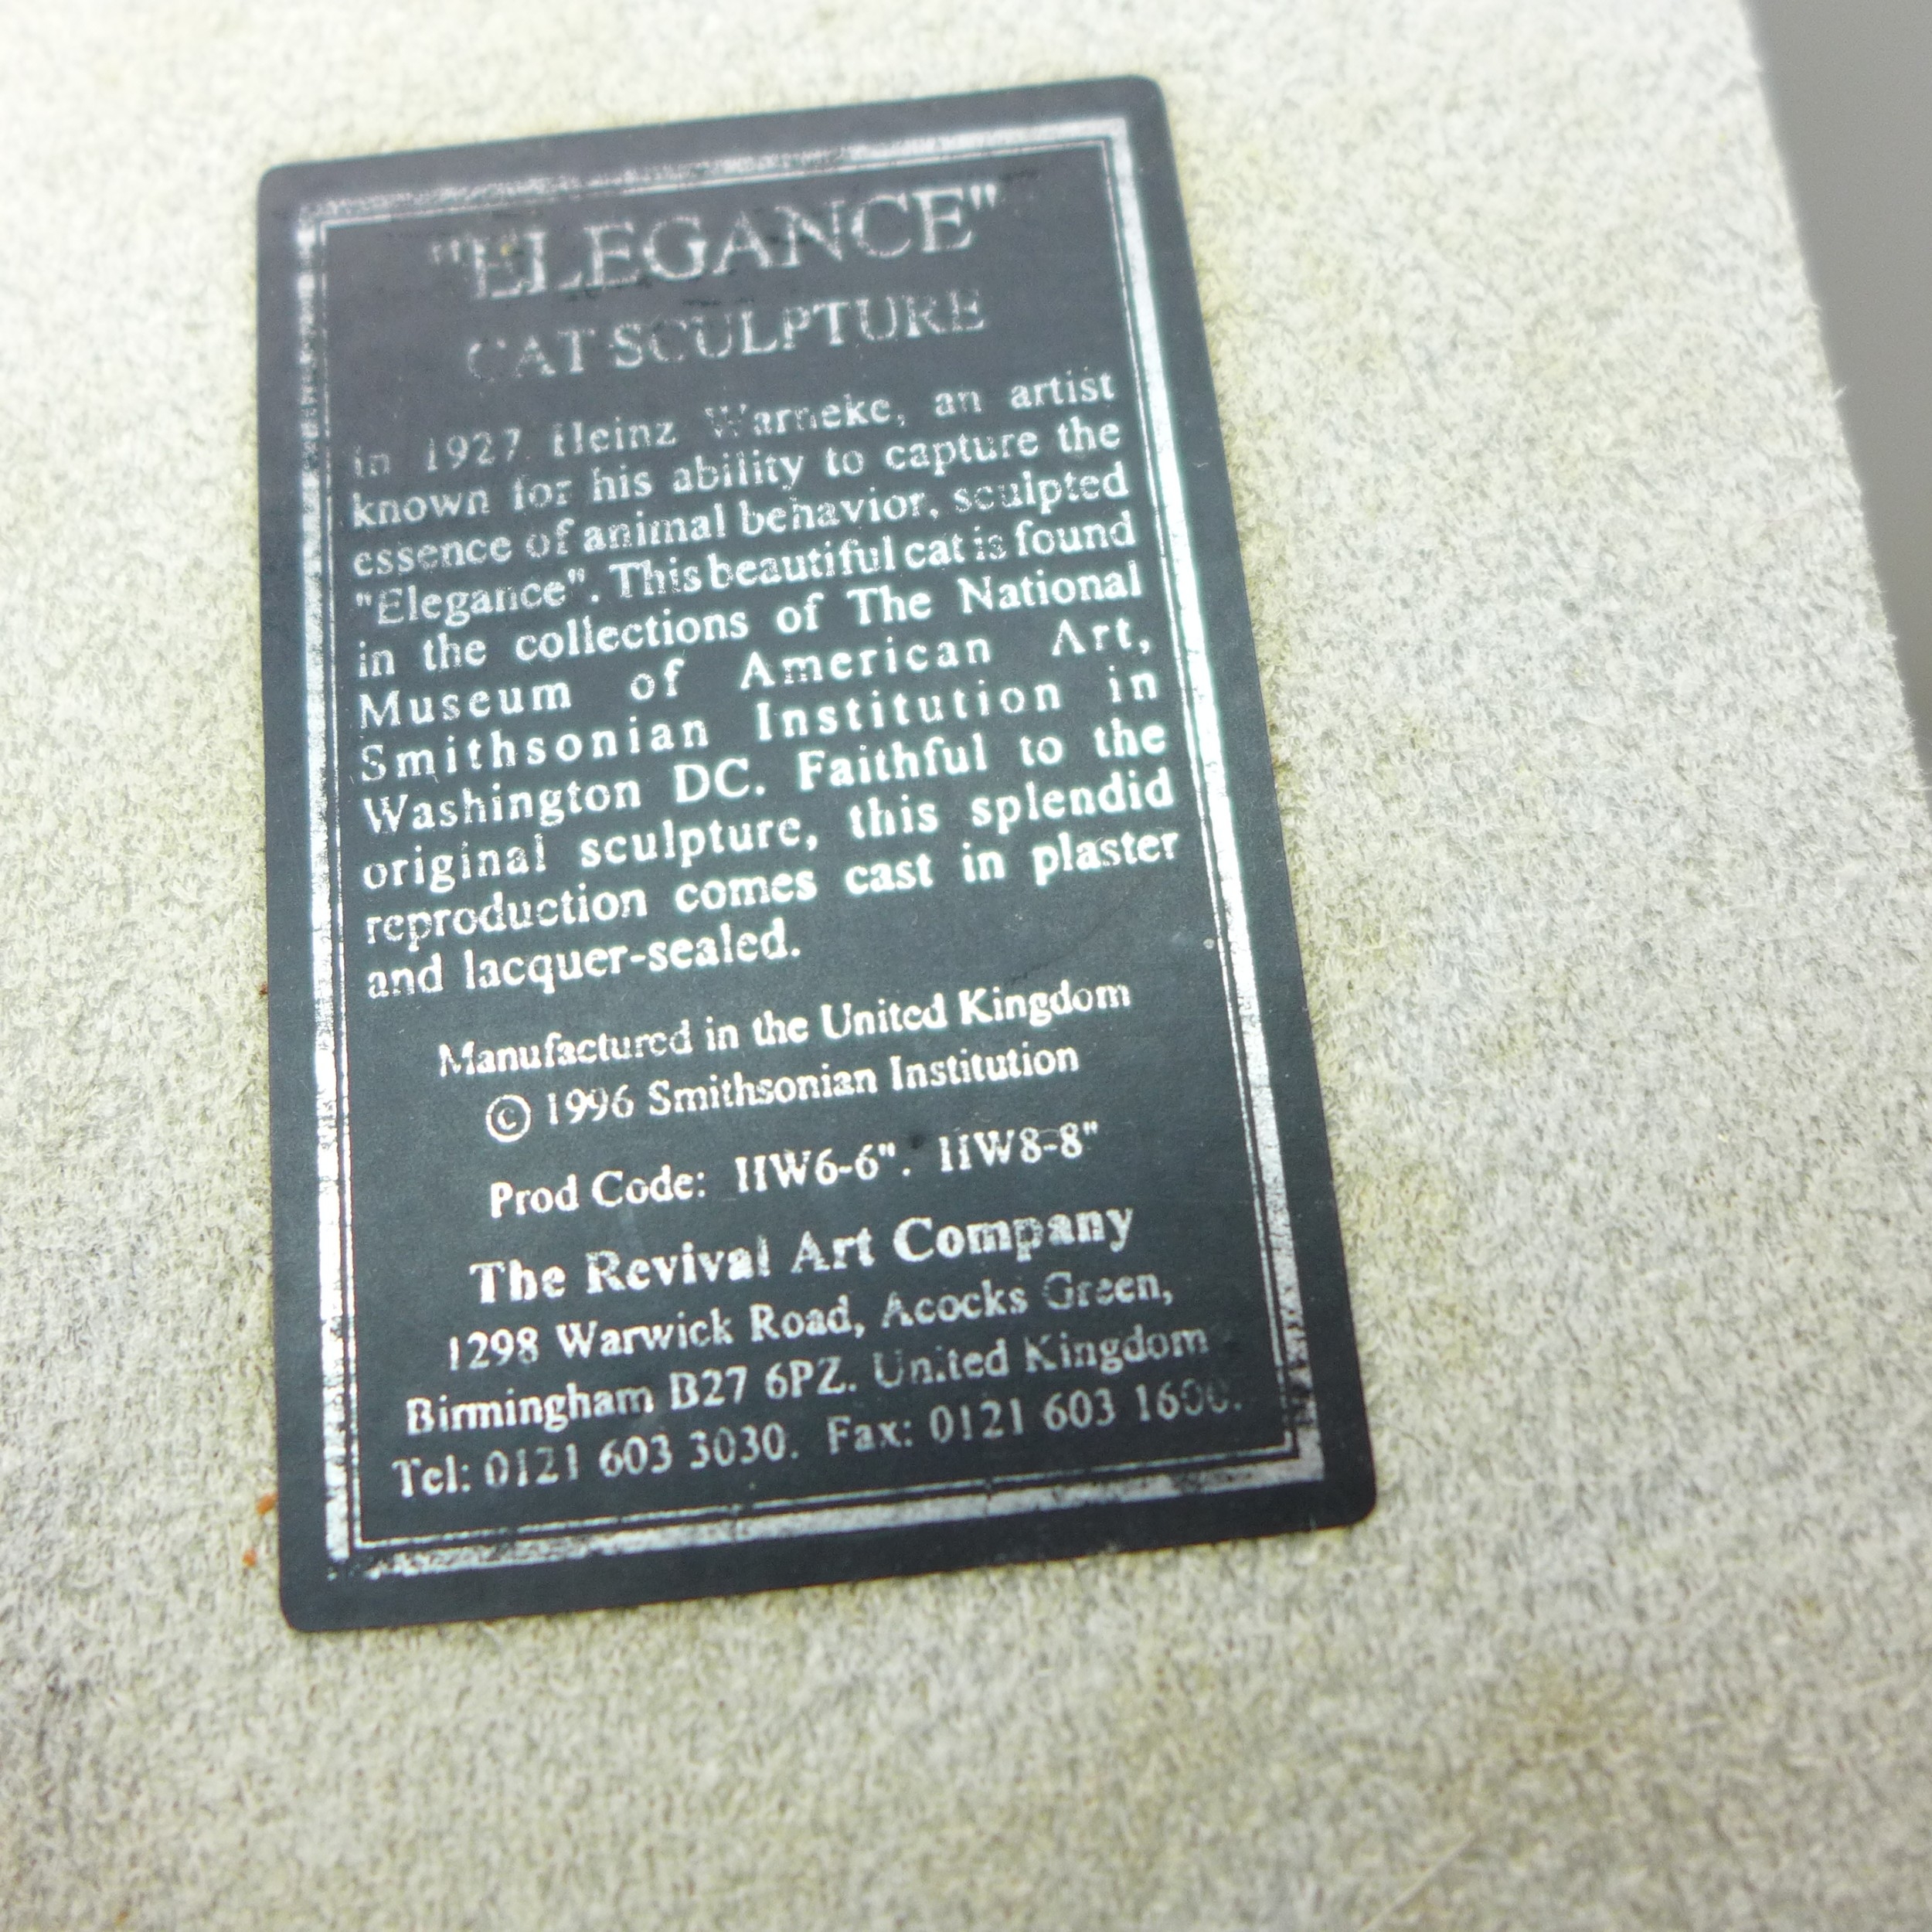 "ELEGANCE"
CAT SCULPTURE
In 1927 Heinz Warneke, an artist
known for his ability to capture the
essence of animal behavior, sculpted
"Elegance". This beautiful cat is found
in the collections of The National
Museum of American Art,
Smithsonian Institution in
Washington DC. Faithful to the
original sculpture, this splendid
reproduction comes cast in plaster
and lacquer-sealed.
Manufactured in the United Kingdom
© 1996 Smithsonian Institution
Prod Code: HW6-6". HW8-8"
The Revival Art Company
1298 Warwick Road, Acocks Green,
Birmingham B27 6PZ. United Kingdom
Tel: 0121 603 3030. Fax: 0121 603 1600.